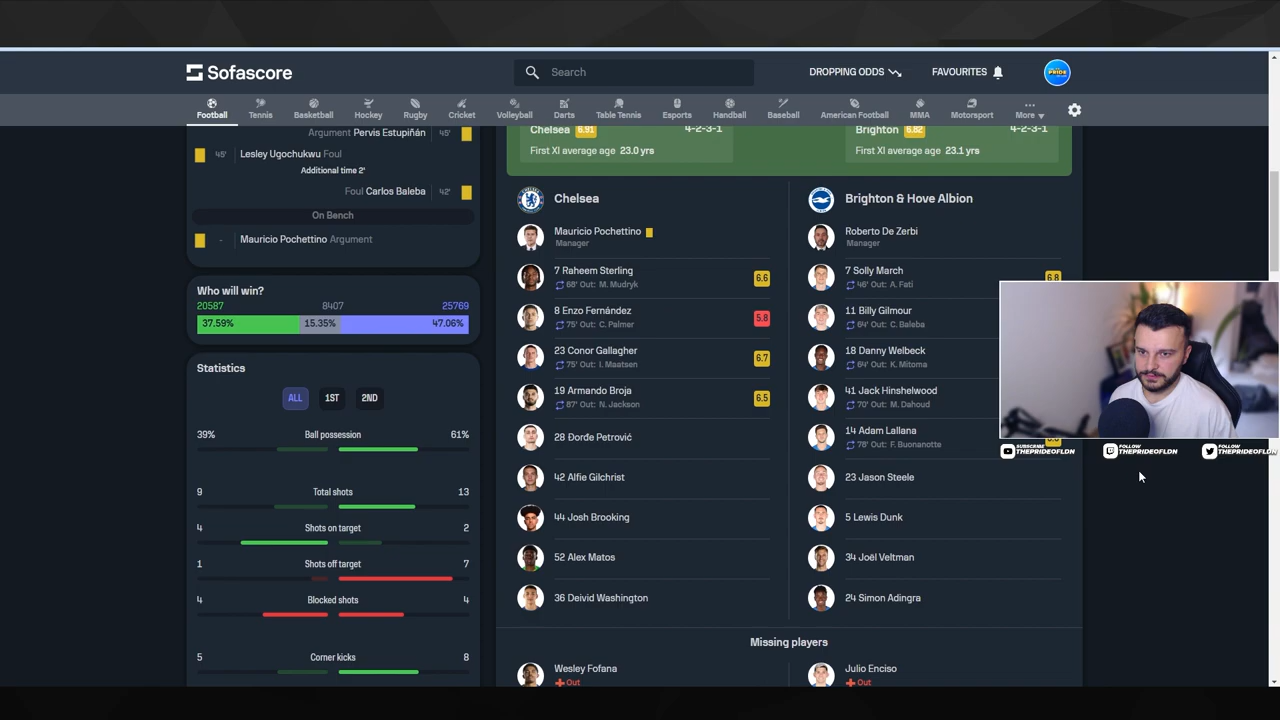 Sofascore
Search
DROPPING ODDS
FAVOURITES
PRIDE
Football
Tennis
Basketball
Hockey
Rugby
Cricket
Volleyball
Darts
Table Tennis
Esports
Handball
Baseball
American Football
MMA
Motorsport
More
Argument Pervis Estupiñán 45'
45' Lesley Ugochukwu Foul
Additional time 2'
Foul Carlos Baleba 42'
On Bench
- Mauricio Pochettino Argument
Who will win?
20587 8407 25769
37.59% 15.35% 47.06%
Statistics
ALL 1ST 2ND
39% Ball possession 61%
9 Total shots 13
4 Shots on target 2
1 Shots off target 7
4 Blocked shots 4
5 Corner kicks 8
Chelsea 6.91 4-2-3-1
First XI average age 23.0 yrs
Brighton 6.82 4-2-3-1
First XI average age 23.1 yrs
Chelsea
Mauricio Pochettino
Manager
7 Raheem Sterling
68' Out: M. Mudryk
6.6
8 Enzo Fernández
75' Out: C. Palmer
5.8
23 Conor Gallagher
75' Out: I. Maatsen
6.7
19 Armando Broja
87' Out: N. Jackson
6.5
28 Đorđe Petrović
42 Alfie Gilchrist
44 Josh Brooking
52 Alex Matos
36 Deivid Washington
Brighton & Hove Albion
Roberto De Zerbi
Manager
7 Solly March
46' Out: A. Fati
6.8
11 Billy Gilmour
64' Out: C. Baleba
18 Danny Welbeck
64' Out: K. Mitoma
41 Jack Hinshelwood
70' Out: M. Dahoud
14 Adam Lallana
78' Out: F. Buonanotte
23 Jason Steele
5 Lewis Dunk
34 Joël Veltman
24 Simon Adingra
Missing players
Wesley Fofana
Out
Julio Enciso
Out
SUBSCRIBE
THEPRIDEOFLDN
FOLLOW
THEPRIDEOFLDN
FOLLOW
THEPRIDEOFLDN